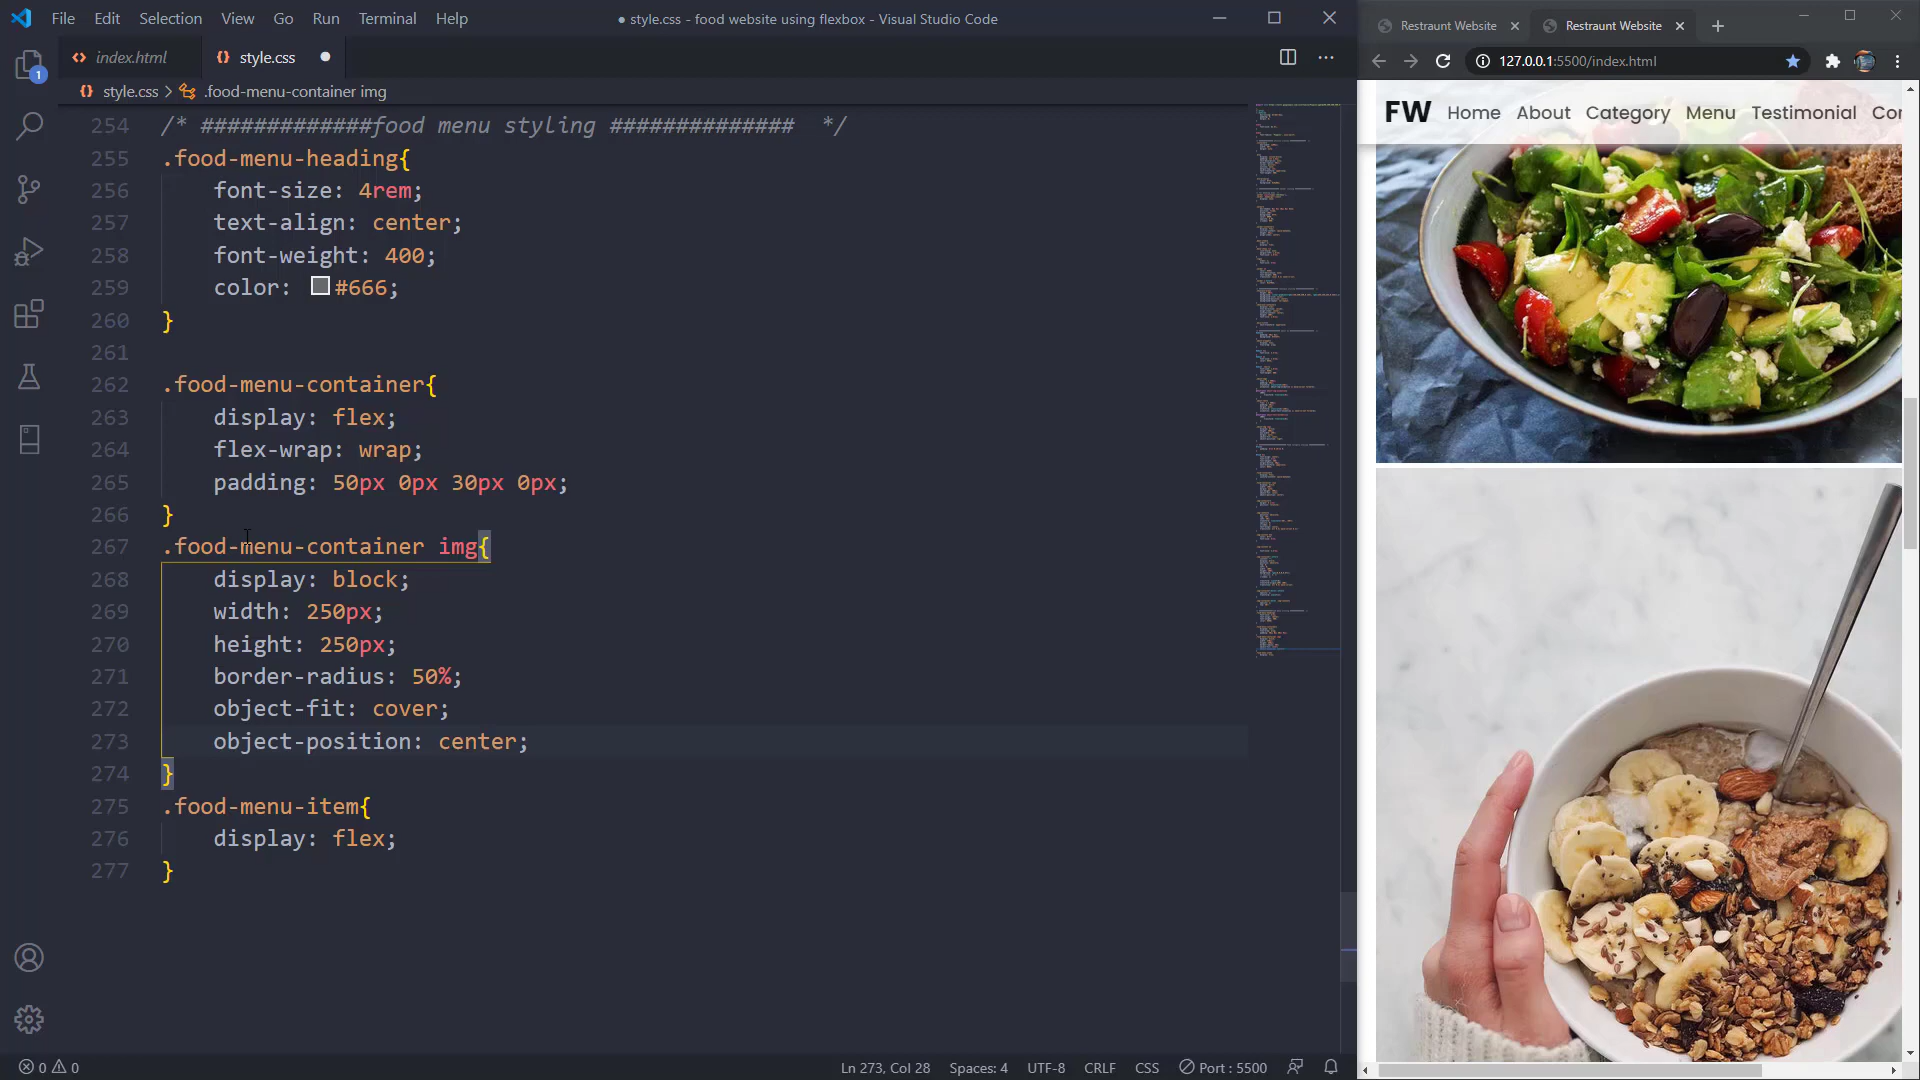 File Edit Selection View Go Run Terminal Help
● style.css - food website using flexbox - Visual Studio Code
index.html style.css
style.css > .food-menu-container img
254 /* #############food menu styling ############## */
255 .food-menu-heading{
256 font-size: 4rem;
257 text-align: center;
258 font-weight: 400;
259 color: #666;
260 }
261
262 .food-menu-container{
263 display: flex;
264 flex-wrap: wrap;
265 padding: 50px 0px 30px 0px;
266 }
267 .food-menu-container img{
268 display: block;
269 width: 250px;
270 height: 250px;
271 border-radius: 50%;
272 object-fit: cover;
273 object-position: center;
274 }
275 .food-menu-item{
276 display: flex;
277 }
1
0 0
Ln 273, Col 28 Spaces: 4 UTF-8 CRLF CSS Port : 5500
Restraunt Website Restraunt Website
127.0.0.1:5500/index.html
FW Home About Category Menu Testimonial Cor